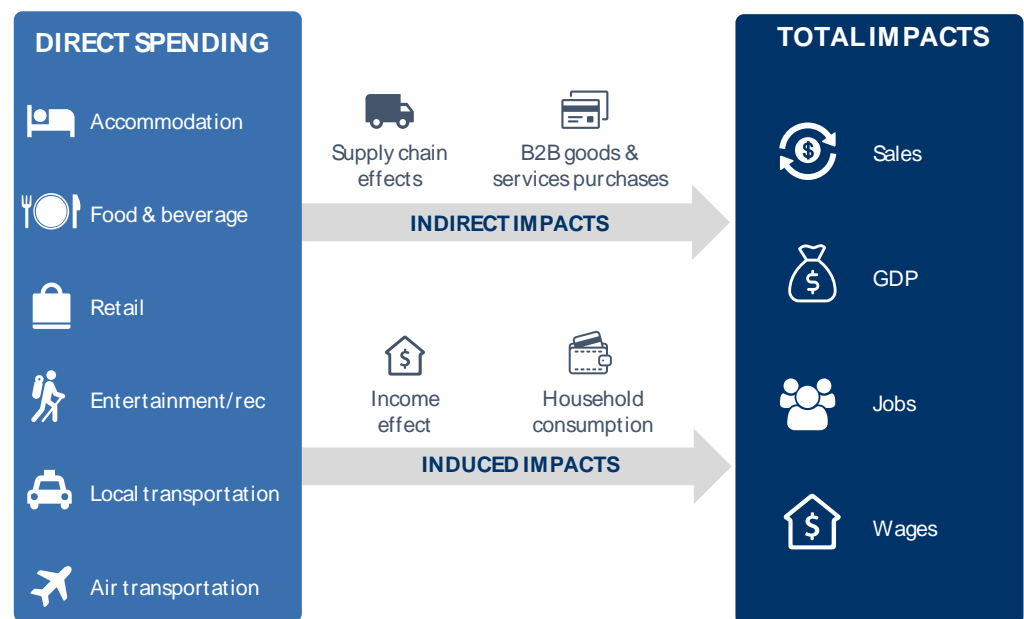 DIRECT SPENDING
Accommodation
Food & beverage
Retail
Entertainment/rec
Local transportation
Air transportation
Supply chain
effects
B2B goods &
services purchases
INDIRECT IMPACTS
Income
effect
Household
consumption
INDUCED IMPACTS
TOTAL IMPACTS
$
Sales
$
GDP
Jobs
$
Wages